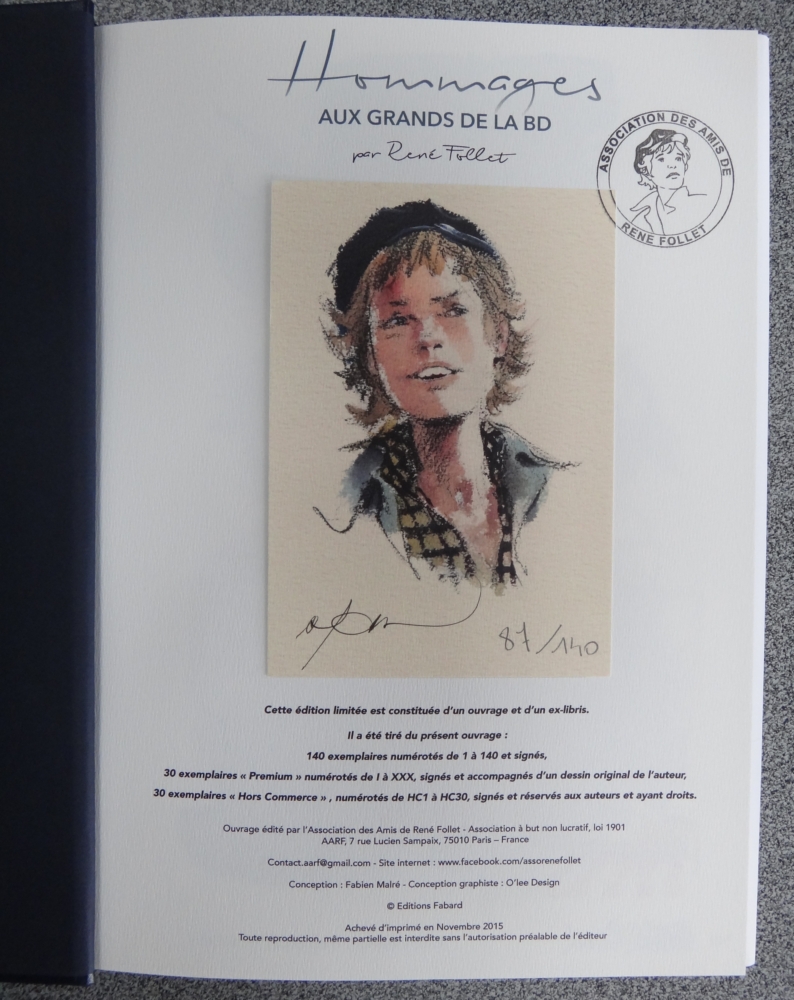 Hommages
AUX GRANDS DE LA BD
par René Follet
ASSOCIATION DES AMIS DE
RENE FOLLET
87/140
Cette édition limitée est constituée d'un ouvrage et d'un ex-libris.
Il a été tiré du présent ouvrage :
140 exemplaires numérotés de 1 à 140 et signés,
30 exemplaires « Premium » numérotés de I à XXX, signés et accompagnés d'un dessin original de l'auteur,
30 exemplaires « Hors Commerce » , numérotés de HC1 à HC30, signés et réservés aux auteurs et ayant droits.
Ouvrage édité par l'Association des Amis de René Follet - Association à but non lucratif, loi 1901
AARF, 7 rue Lucien Sampaix, 75010 Paris – France
Contact.aarf@gmail.com - Site internet : www.facebook.com/assorenefollet
Conception : Fabien Malré - Conception graphiste : O'lee Design
© Editions Fabard
Achevé d'imprimé en Novembre 2015
Toute reproduction, même partielle est interdite sans l'autorisation préalable de l'éditeur